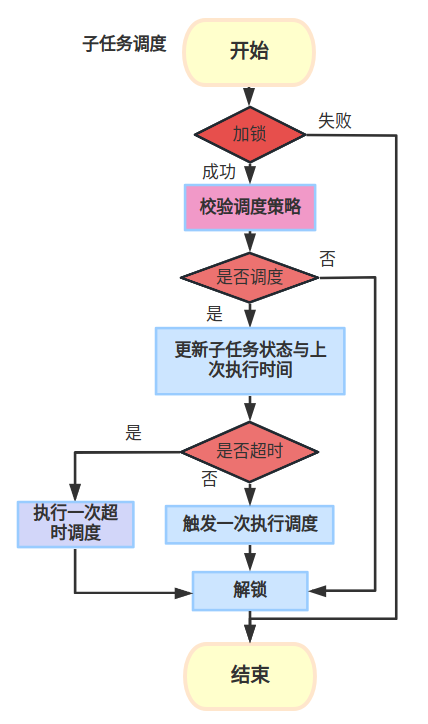 子任务调度
开始
加锁
失败
成功
校验调度策略
是否调度
否
是
更新子任务状态与上
次执行时间
是否超时
是
否
执行一次超
时调度
触发一次执行调度
解锁
结束